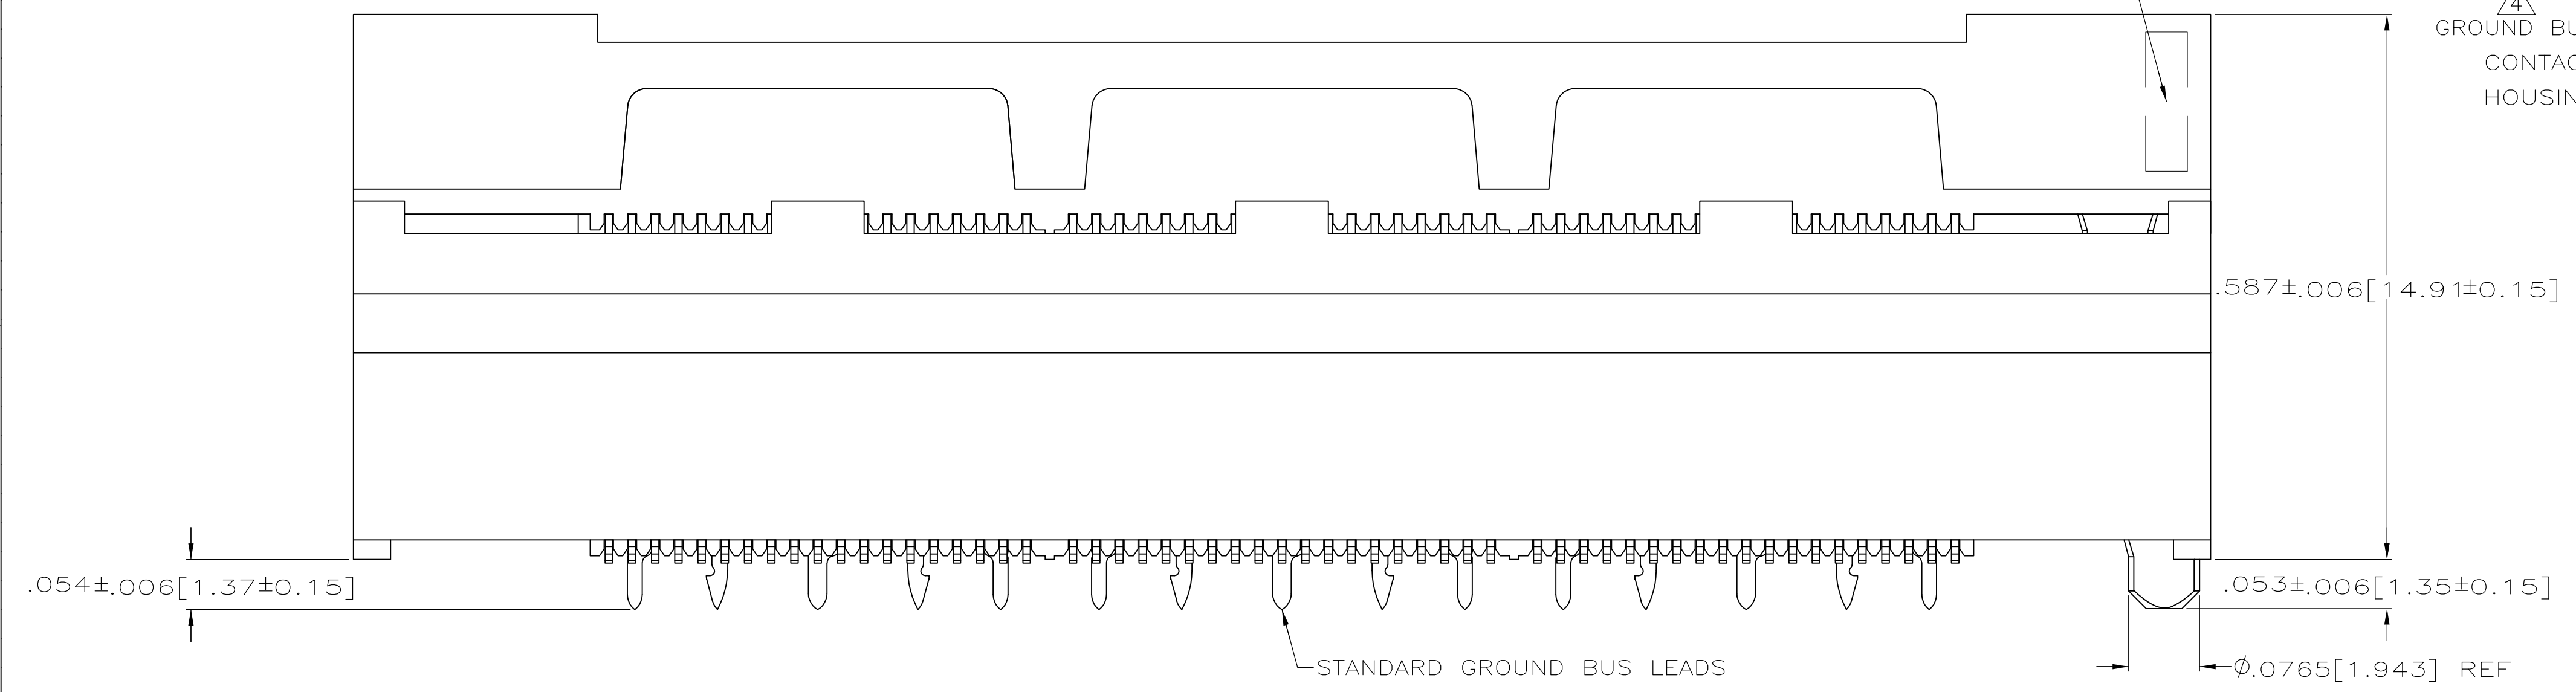 4
GROUND
CONTAC
HOUSIN
.587±.006[14.91±0.15]
.054±.006[1.37±0.15]
.053±.006[1.35±0.15]
STANDARD GROUND BUS LEADS
Ø.0765[1.943] REF